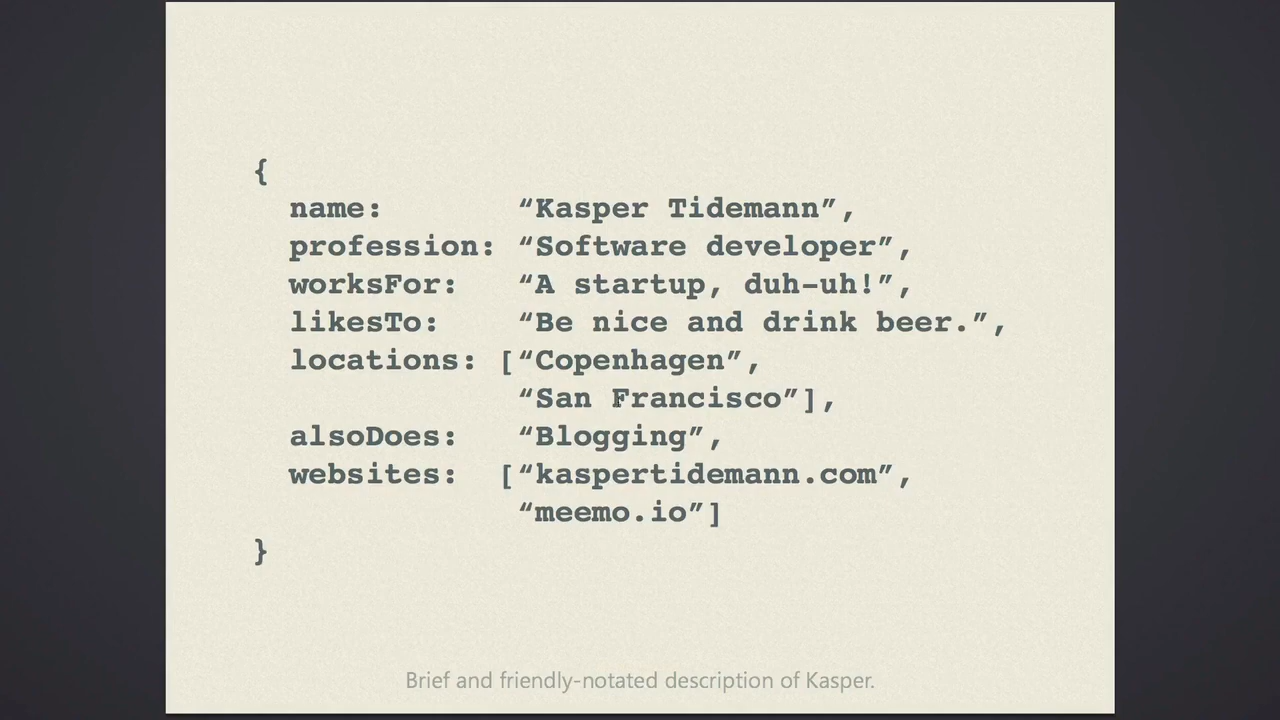 {
name: “Kasper Tidemann”,
profession: “Software developer”,
worksFor: “A startup, duh-uh!”,
likesTo: “Be nice and drink beer.”,
locations: [“Copenhagen”,
“San Francisco”],
alsoDoes: “Blogging”,
websites: [“kaspertidemann.com”,
“meemo.io”]
}
Brief and friendly-notated description of Kasper.